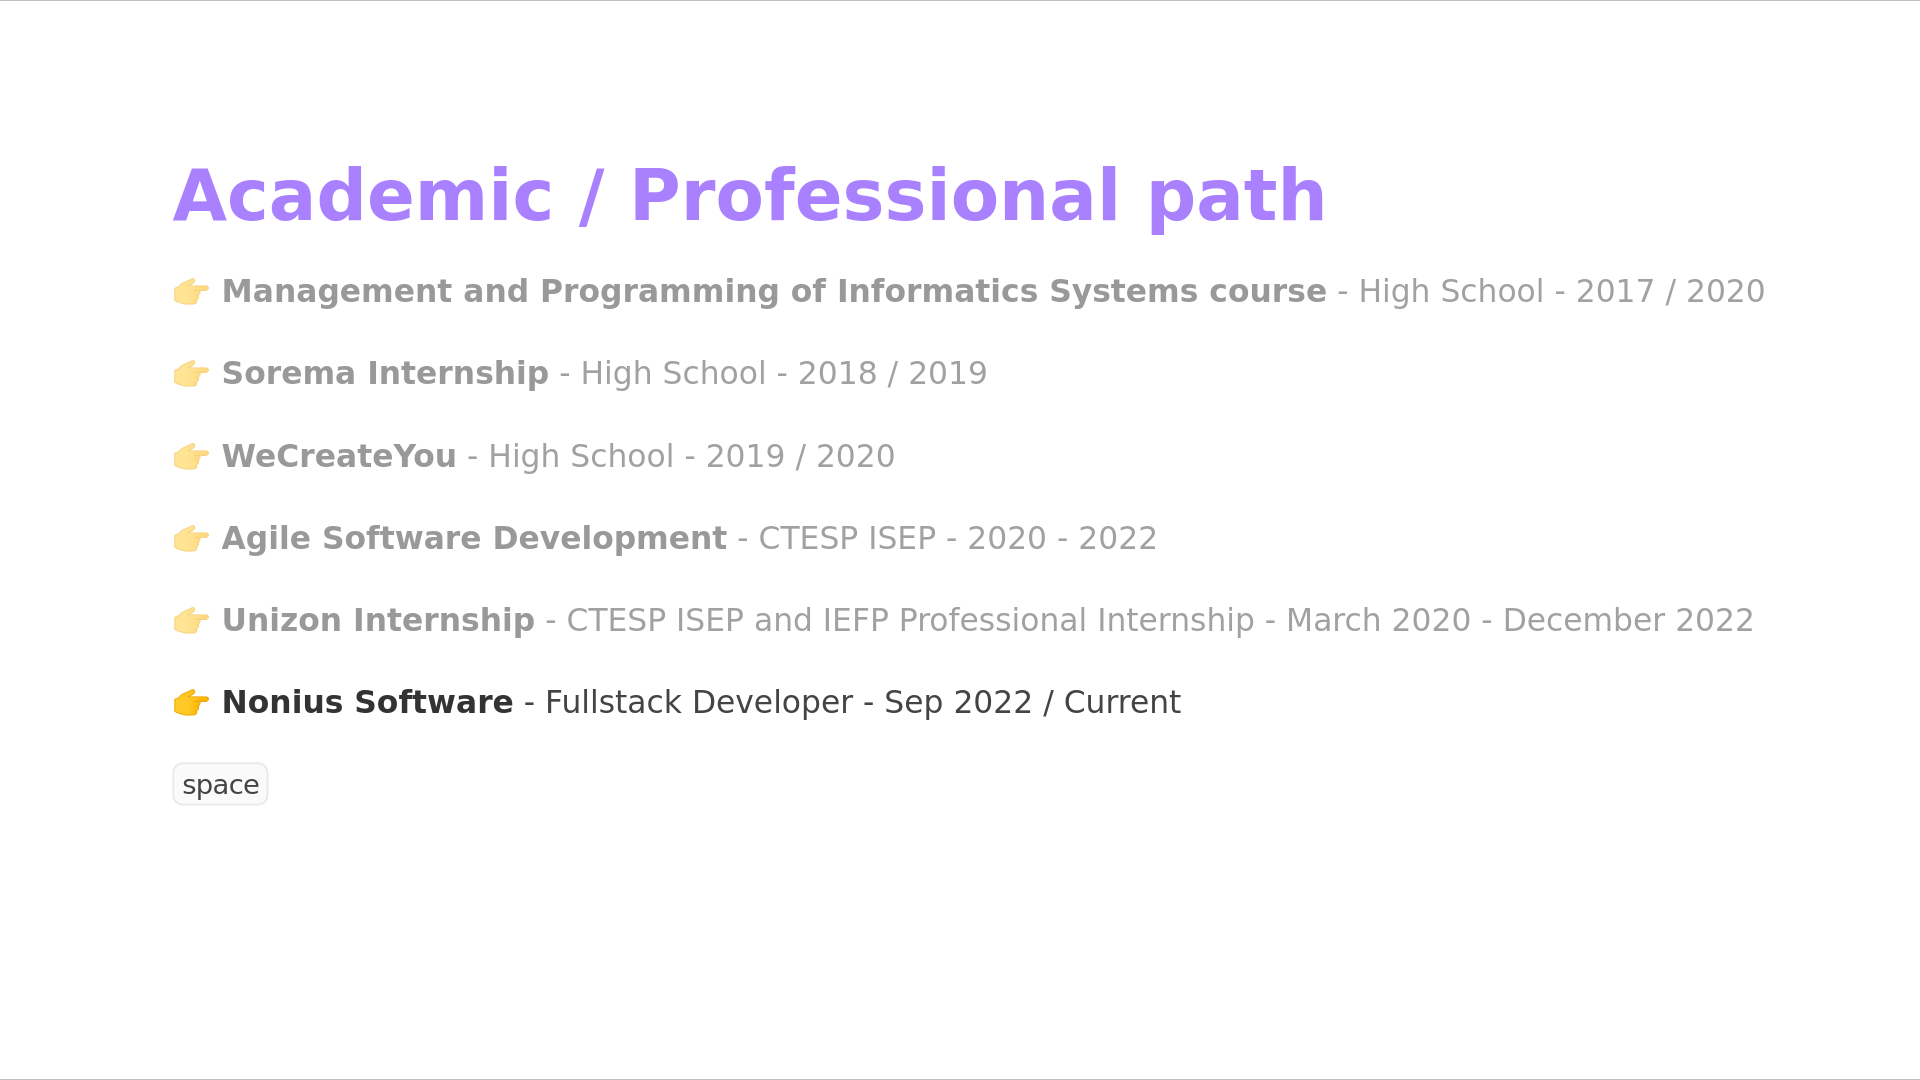 Academic / Professional path
👉 Management and Programming of Informatics Systems course - High School - 2017 / 2020
👉 Sorema Internship - High School - 2018 / 2019
👉 WeCreateYou - High School - 2019 / 2020
👉 Agile Software Development - CTESP ISEP - 2020 - 2022
👉 Unizon Internship - CTESP ISEP and IEFP Professional Internship - March 2020 - December 2022
👉 Nonius Software - Fullstack Developer - Sep 2022 / Current
space